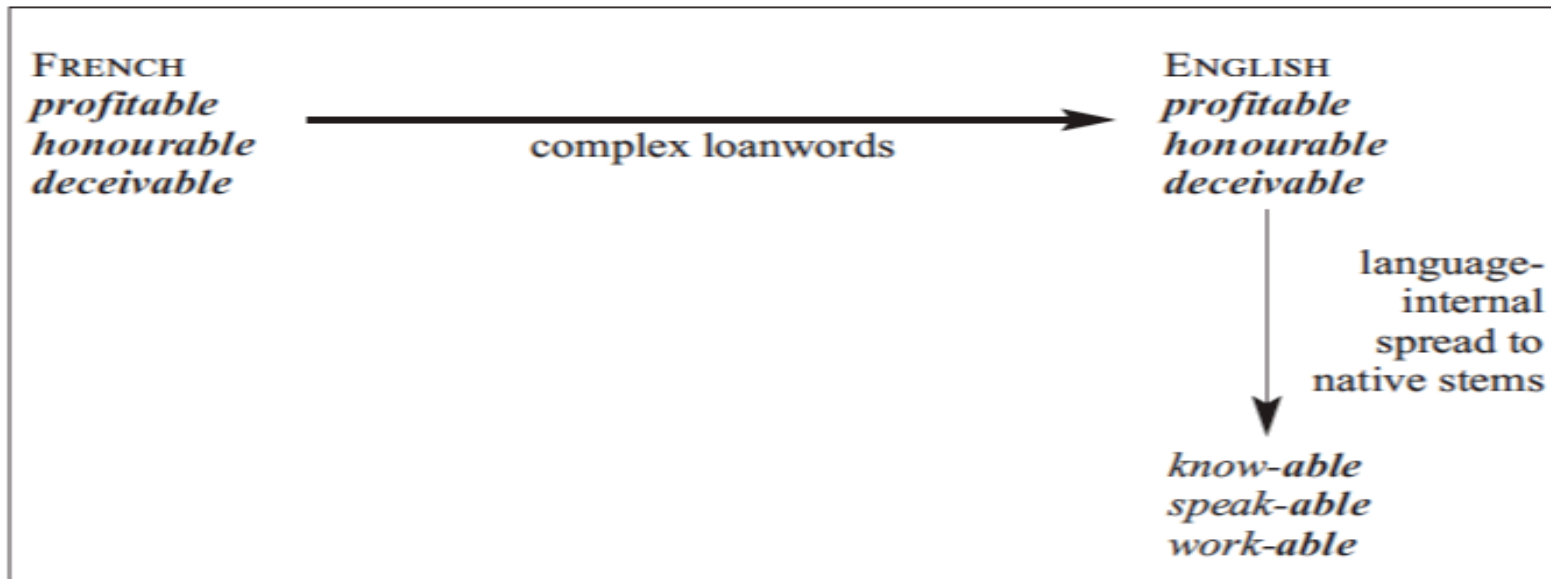 FRENCH
profitable
honourable
deceivable
complex loanwords
ENGLISH
profitable
honourable
deceivable
language-
internal
spread to
native stems
know-able
speak-able
work-able